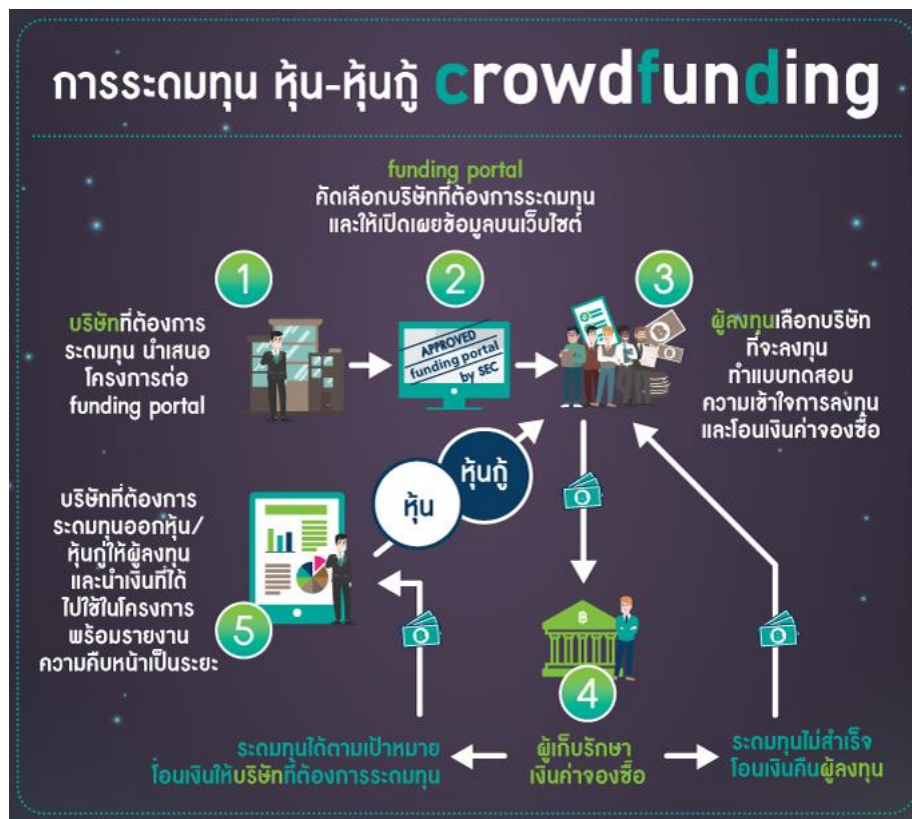 การระดมทุน หุ้น-หุ้นกู้ crowdfunding
funding portal
คัดเลือกบริษัทที่ต้องการระดมทุน
และให้เปิดเผยข้อมูลบนเว็บไซต์
1
บริษัทที่ต้องการ
ระดมทุน นำเสนอ
โครงการต่อ
funding portal
2
APPROVED
funding portal
by SEC
3
ผู้ลงทุนเลือกบริษัท
ที่จะลงทุน
ทำแบบทดสอบ
ความเข้าใจการลงทุน
และโอนเงินค่าจองซื้อ
หุ้น
หุ้นกู้
บริษัทที่ต้องการ
ระดมทุนออกหุ้น/
หุ้นกู้ให้ผู้ลงทุน
และนำเงินที่ได้
ไปใช้ในโครงการ
พร้อมรายงาน
ความคืบหน้าเป็นระยะ
5
฿
4
ระดมทุนได้ตามเป้าหมาย
โอนเงินให้บริษัทที่ต้องการระดมทุน
ผู้เก็บรักษา
เงินค่าจองซื้อ
ระดมทุนไม่สำเร็จ
โอนเงินคืนผู้ลงทุน